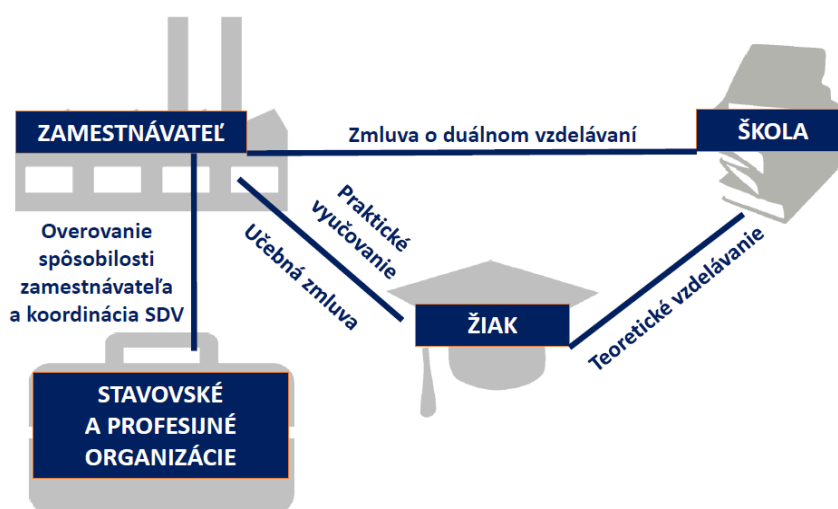 ZAMESTNÁVATEĽ
Zmluva o duálnom vzdelávaní
ŠKOLA
Overovanie
spôsobilosti
zamestnávateľa
a koordinácia SDV
Praktické
vyučovanie
Učebná zmluva
ŽIAK
Teoretické vzdelávanie
STAVOVSKÉ
A PROFESIJNÉ
ORGANIZÁCIE